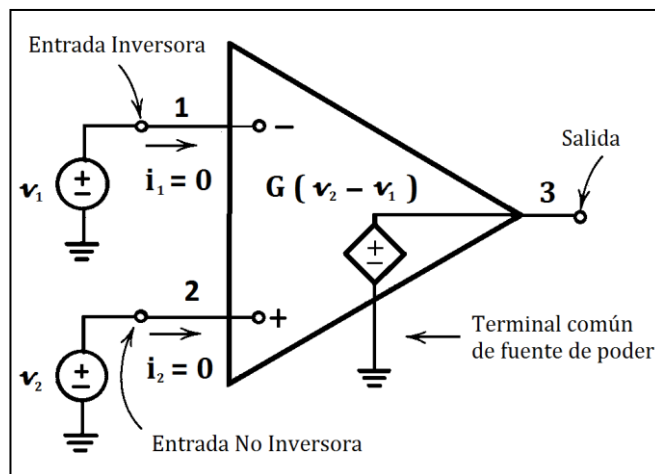 Entrada Inversora
1
−
i₁ = 0
v₁
+
−
G ( v₂ − v₁ )
+
−
3
Salida
2
+
i₂ = 0
v₂
+
−
Terminal común
de fuente de poder
Entrada No Inversora